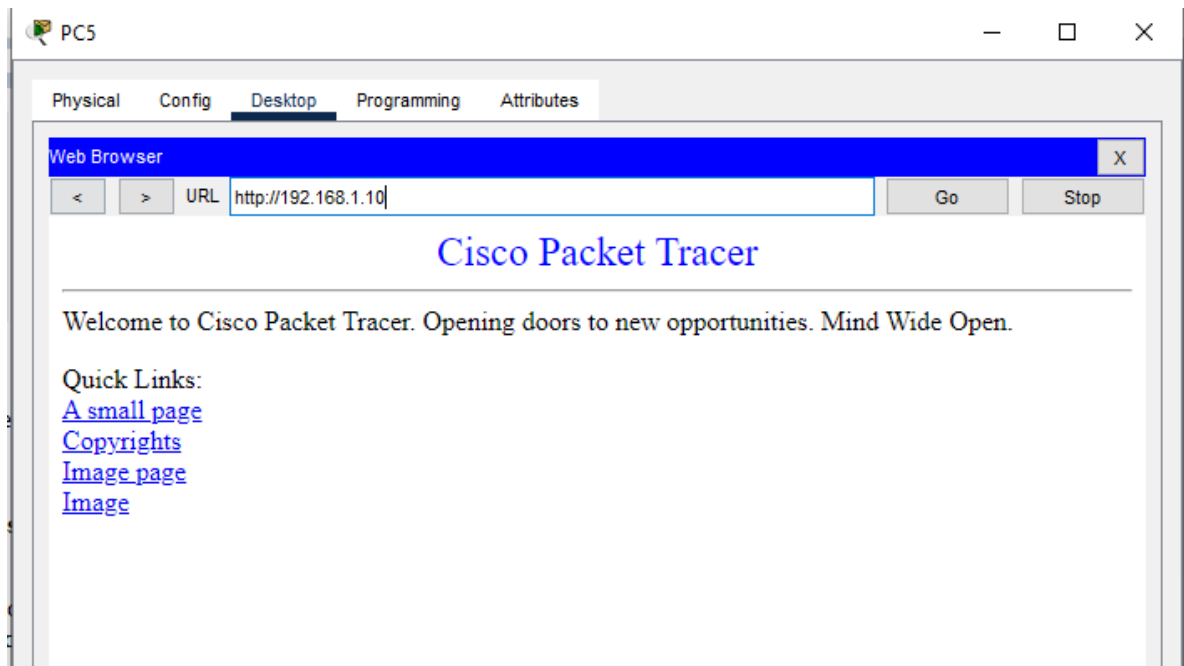 PC5
Physical Config Desktop Programming Attributes
Web Browser X
< > URL http://192.168.1.10 Go Stop
Cisco Packet Tracer
Welcome to Cisco Packet Tracer. Opening doors to new opportunities. Mind Wide Open.
Quick Links:
A small page
Copyrights
Image page
Image